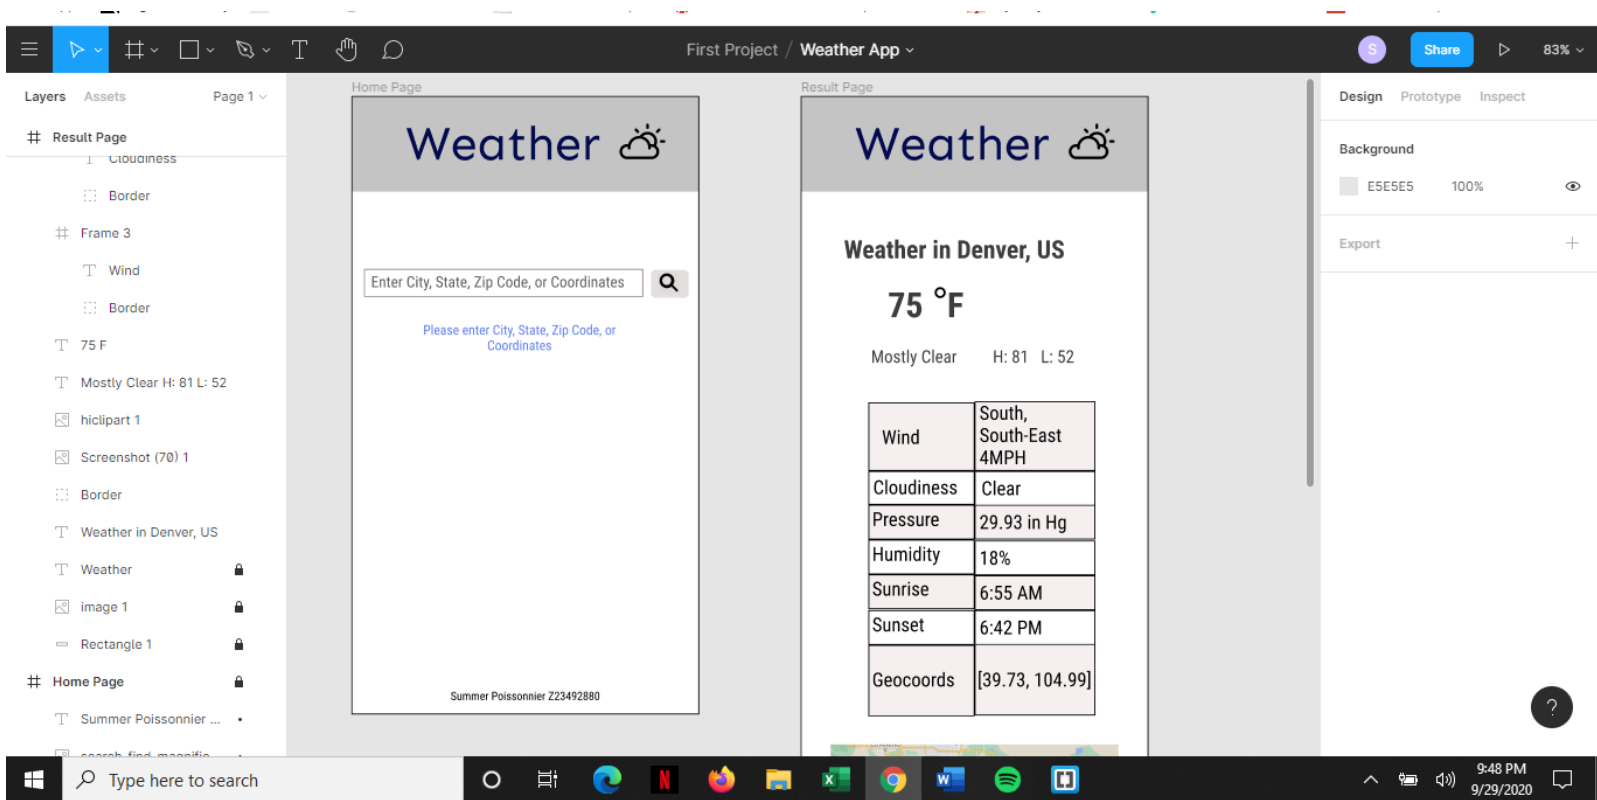 First Project / Weather App
S
Share
83%
Layers
Assets
Page 1
Result Page
Cloudiness
Border
Frame 3
Wind
Border
75 F
Mostly Clear H: 81 L: 52
hiclipart 1
Screenshot (70) 1
Border
Weather in Denver, US
Weather
image 1
Rectangle 1
Home Page
Summer Poissonnier ...
search_find_magnifie
Home Page
Weather
Enter City, State, Zip Code, or Coordinates
Please enter City, State, Zip Code, or
Coordinates
Summer Poissonnier Z23492880
Result Page
Weather
Weather in Denver, US
75 °F
Mostly Clear H: 81 L: 52
Wind
South,
South-East
4MPH
Cloudiness Clear
Pressure 29.93 in Hg
Humidity 18%
Sunrise 6:55 AM
Sunset 6:42 PM
Geocoords [39.73, 104.99]
Design
Prototype
Inspect
Background
E5E5E5 100%
Export
?
Type here to search
9:48 PM
9/29/2020